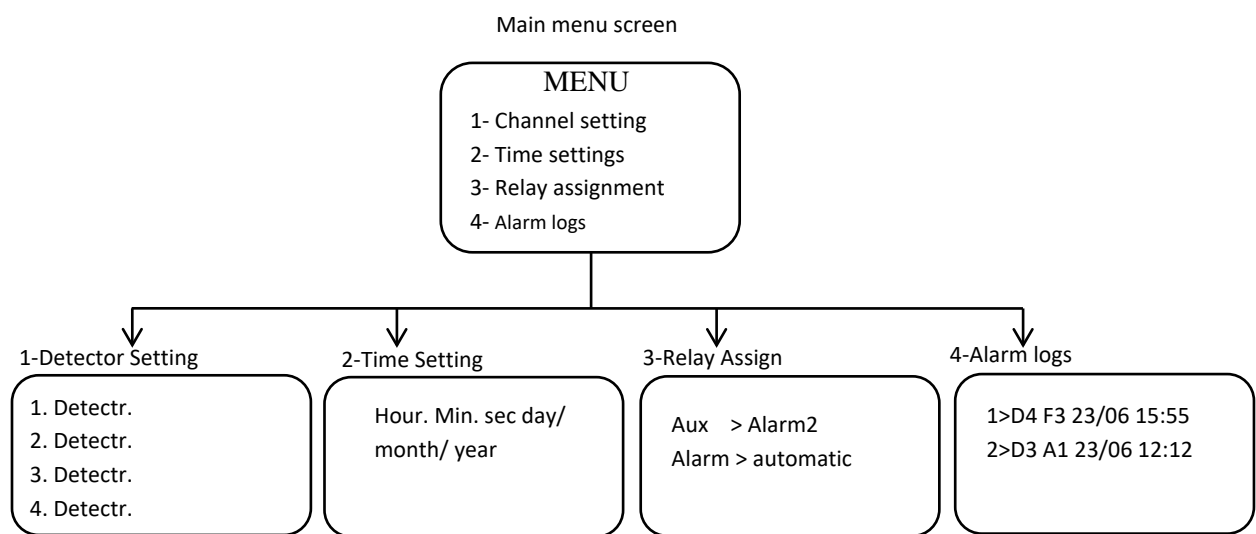 Main menu screen
MENU
1- Channel setting
2- Time settings
3- Relay assignment
4- Alarm logs
1-Detector Setting
1. Detectr.
2. Detectr.
3. Detectr.
4. Detectr.
2-Time Setting
Hour. Min. sec day/
month/ year
3-Relay Assign
Aux > Alarm2
Alarm > automatic
4-Alarm logs
1>D4 F3 23/06 15:55
2>D3 A1 23/06 12:12